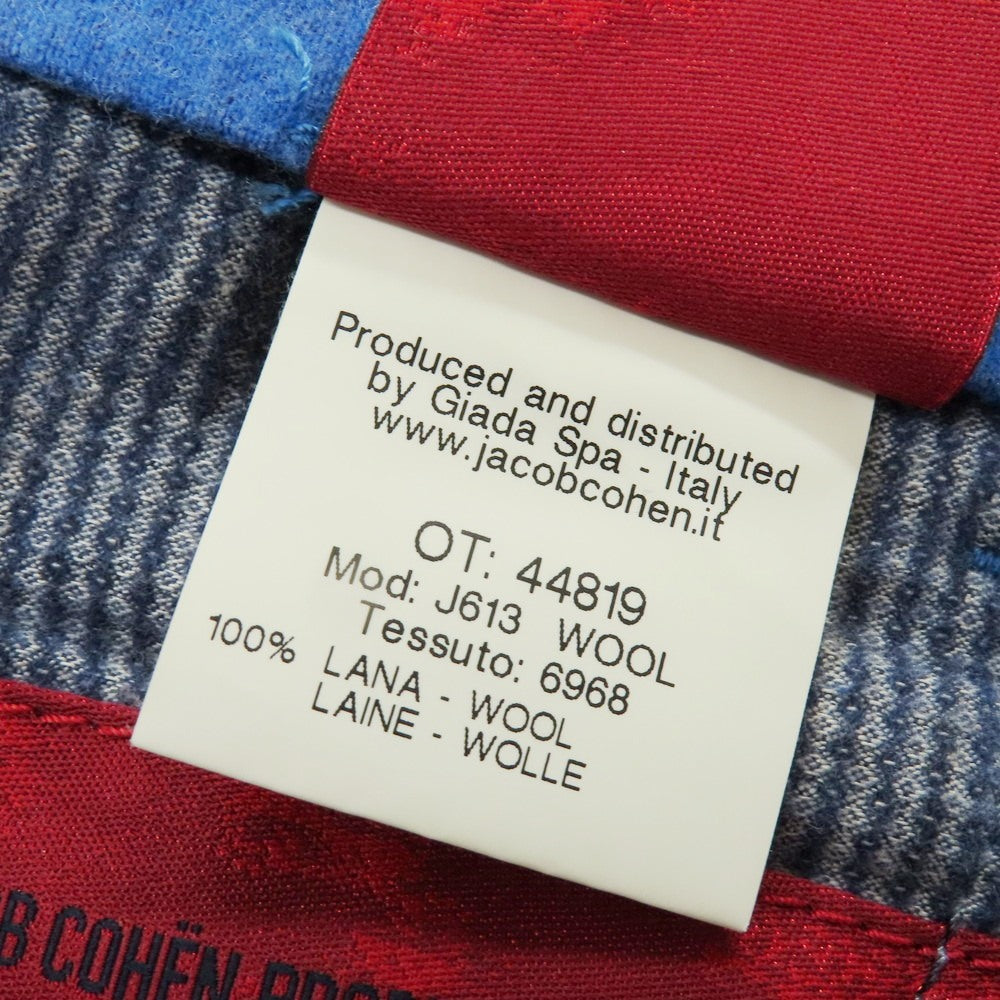 Produced and distributed
by Giada Spa - Italy
www.jacobcohen.it
OT: 44819
Mod: J613 WOOL
Tessuto: 6968
100% LANA - WOOL
LAINE - WOLLE
B COHËN